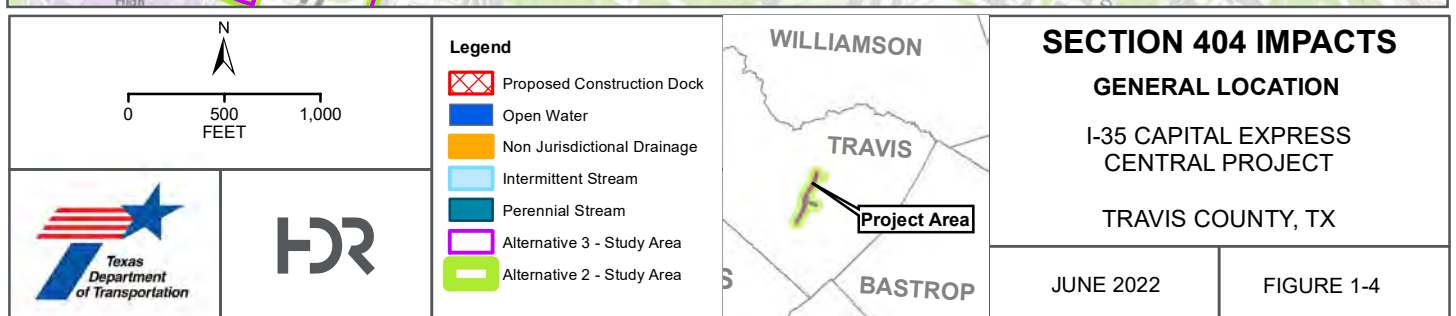 High
N
0 500 1,000
FEET
Texas
Department
of Transportation
HDR
Legend
Proposed Construction Dock
Open Water
Non Jurisdictional Drainage
Intermittent Stream
Perennial Stream
Alternative 3 - Study Area
Alternative 2 - Study Area
WILLIAMSON
TRAVIS
Project Area
S
BASTROP
SECTION 404 IMPACTS
GENERAL LOCATION
I-35 CAPITAL EXPRESS
CENTRAL PROJECT
TRAVIS COUNTY, TX
JUNE 2022
FIGURE 1-4